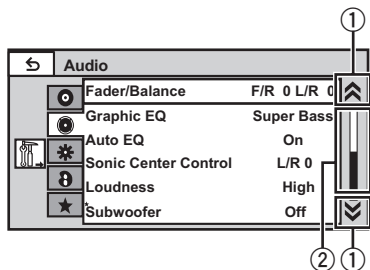 ①
Audio
Fader/Balance F/R 0 L/R 0
Graphic EQ Super Bass
Auto EQ On
Sonic Center Control L/R 0
Loudness High
Subwoofer Off
② ①